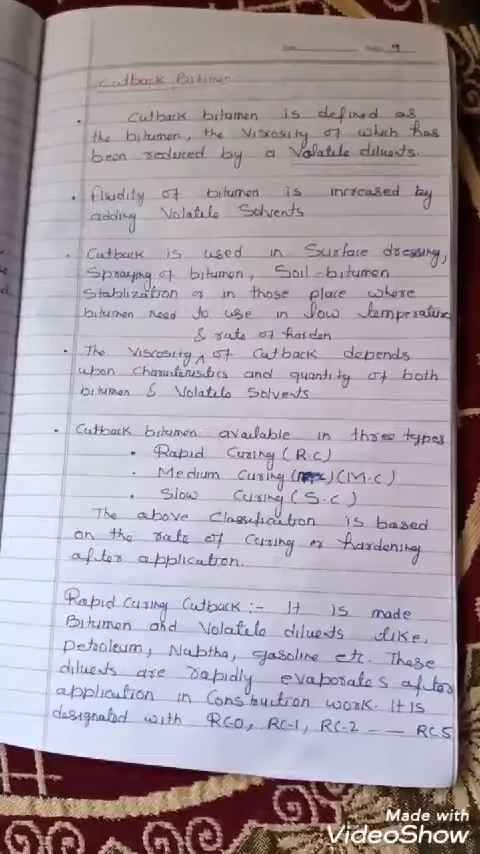 9
Cutback Bitumen
• Cutback bitumen is defined as
the bitumen, the Viscosity of which has
been reduced by a Volatile diluents.
• fluidity of bitumen is increased by
adding Volatile Solvents
• Cutback is used in Surface dressing,
Spraying of bitumen, Soil-bitumen
Stablization or in those place where
bitumen need to use in low temperature
& rate of harden
• The Viscosity ^ of Cutback depends
upon characteristics and quantity of both
bitumen & Volatile Solvents
• Cutback bitumen available in three types
• Rapid Curing (R.C)
• Medium Curing (M.C)
• Slow Curing (S.C)
The above classification is based
on the rate of Curing or hardening
after application.
Rapid Curing Cutback :- It is made
Bitumen and Volatile diluents like,
petroleum, Nabtha, gasoline etc. These
diluents are rapidly evaporates after
application in Construction work. It is
designated with RC0, RC-1, RC-2 -- RC5
Made with
VideoShow